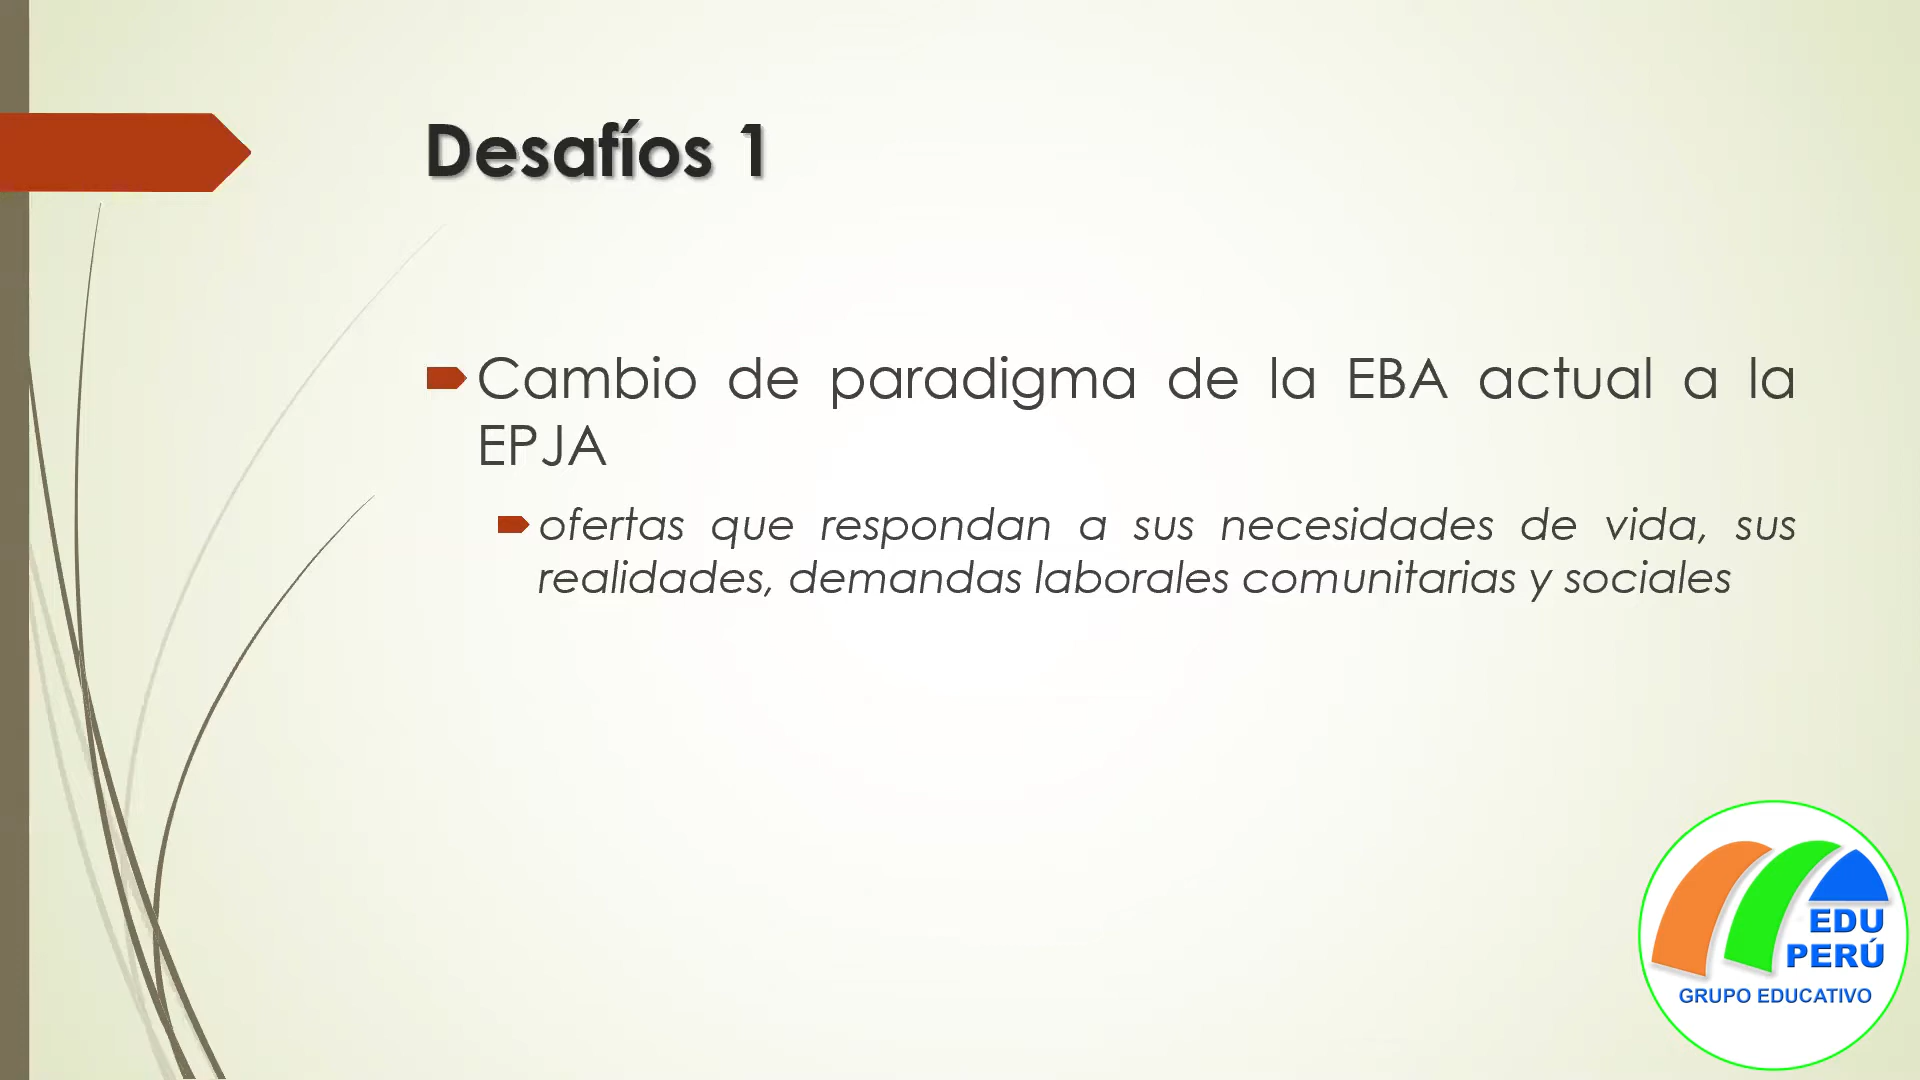 Desafíos 1
Cambio de paradigma de la EBA actual a la
EPJA
ofertas que respondan a sus necesidades de vida, sus
realidades, demandas laborales comunitarias y sociales
EDU
PERÚ
GRUPO EDUCATIVO